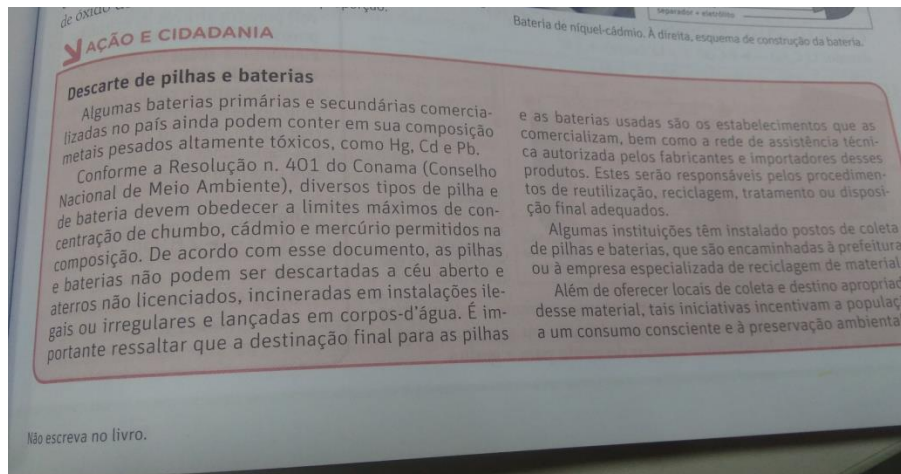 de óxido
separador + eletrólito
Bateria de níquel-cádmio. À direita, esquema de construção da bateria.
AÇÃO E CIDADANIA
Descarte de pilhas e baterias
Algumas baterias primárias e secundárias comercia-
lizadas no país ainda podem conter em sua composição
metais pesados altamente tóxicos, como Hg, Cd e Pb.
Conforme a Resolução n. 401 do Conama (Conselho
Nacional de Meio Ambiente), diversos tipos de pilha e
de bateria devem obedecer a limites máximos de con-
centração de chumbo, cádmio e mercúrio permitidos na
composição. De acordo com esse documento, as pilhas
e baterias não podem ser descartadas a céu aberto e
aterros não licenciados, incineradas em instalações ile-
gais ou irregulares e lançadas em corpos-d'água. É im-
portante ressaltar que a destinação final para as pilhas
e as baterias usadas são os estabelecimentos que as
comercializam, bem como a rede de assistência técni-
ca autorizada pelos fabricantes e importadores desses
produtos. Estes serão responsáveis pelos procedimen-
tos de reutilização, reciclagem, tratamento ou disposi-
ção final adequados.
Algumas instituições têm instalado postos de coleta
de pilhas e baterias, que são encaminhadas à prefeitura
ou à empresa especializada de reciclagem de material
Além de oferecer locais de coleta e destino apropriad
desse material, tais iniciativas incentivam a populaç
a um consumo consciente e à preservação ambienta
Não escreva no livro.